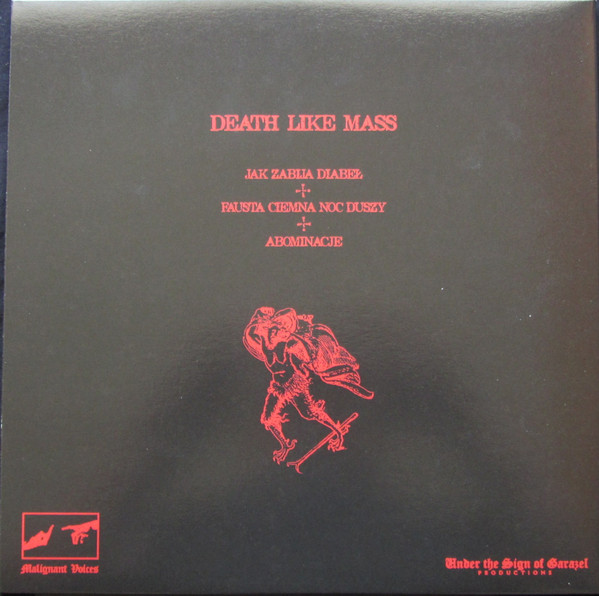 DEATH LIKE MASS
JAK ZABIJA DIABEŁ
FAUSTA CIEMNA NOC DUSZY
ABOMINACJE
Malignant Voices
Under the Sign of Garazel
PRODUCTIONS